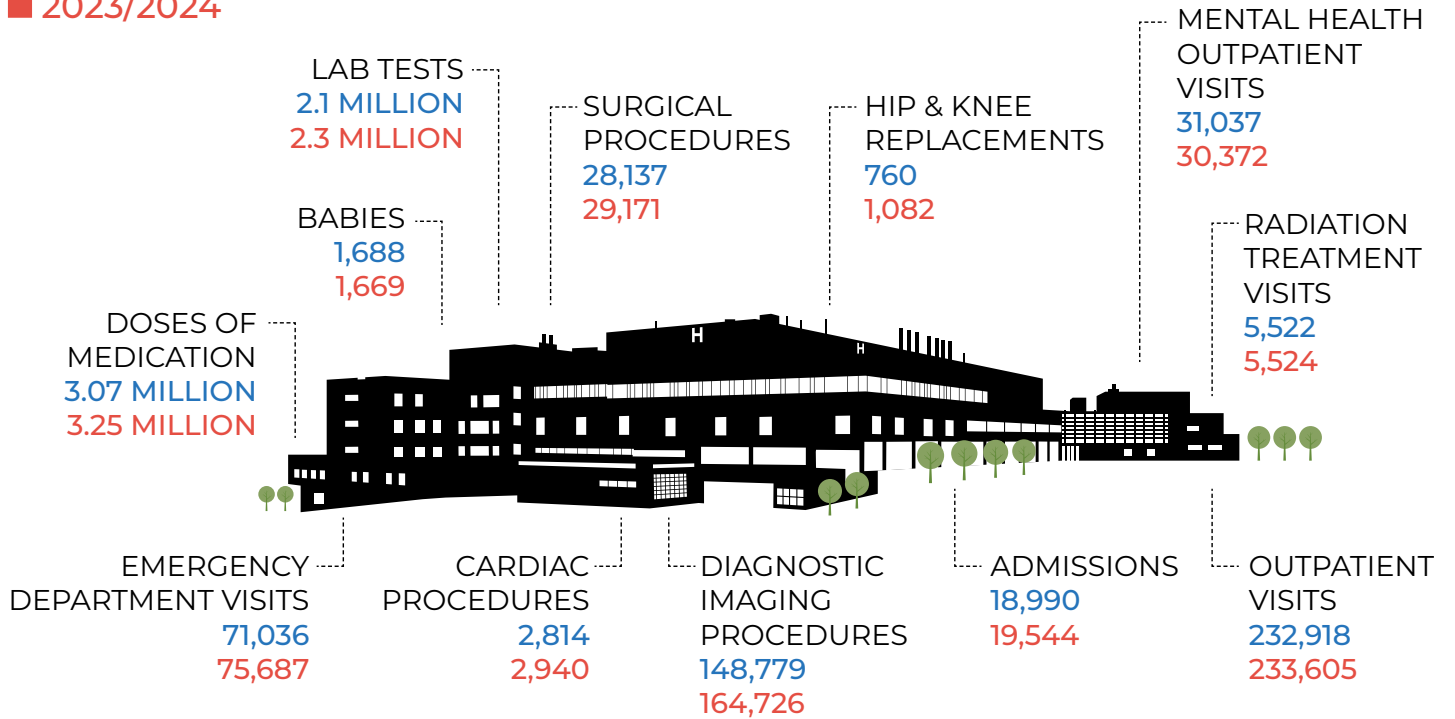 2023/2024
LAB TESTS
2.1 MILLION
2.3 MILLION
SURGICAL
PROCEDURES
28,137
29,171
HIP & KNEE
REPLACEMENTS
760
1,082
MENTAL HEALTH
OUTPATIENT
VISITS
31,037
30,372
BABIES
1,688
1,669
RADIATION
TREATMENT
VISITS
5,522
5,524
DOSES OF
MEDICATION
3.07 MILLION
3.25 MILLION
H
H
EMERGENCY
DEPARTMENT VISITS
71,036
75,687
CARDIAC
PROCEDURES
2,814
2,940
DIAGNOSTIC
IMAGING
PROCEDURES
148,779
164,726
ADMISSIONS
18,990
19,544
OUTPATIENT
VISITS
232,918
233,605